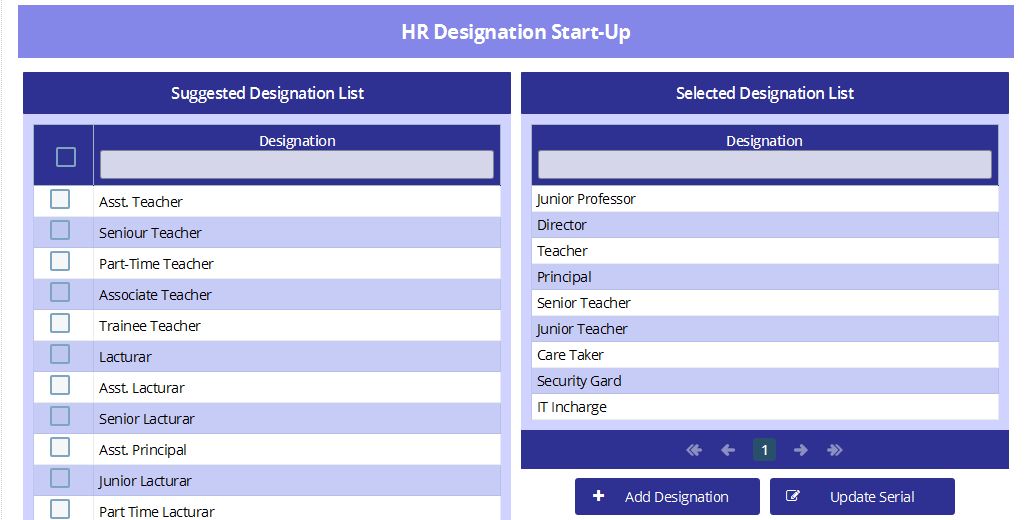 HR Designation Start-Up
Suggested Designation List
Designation
Asst. Teacher
Seniour Teacher
Part-Time Teacher
Associate Teacher
Trainee Teacher
Lacturar
Asst. Lacturar
Senior Lacturar
Asst. Principal
Junior Lacturar
Part Time Lacturar
Selected Designation List
Designation
Junior Professor
Director
Teacher
Principal
Senior Teacher
Junior Teacher
Care Taker
Security Gard
IT Incharge
1
Add Designation
Update Serial